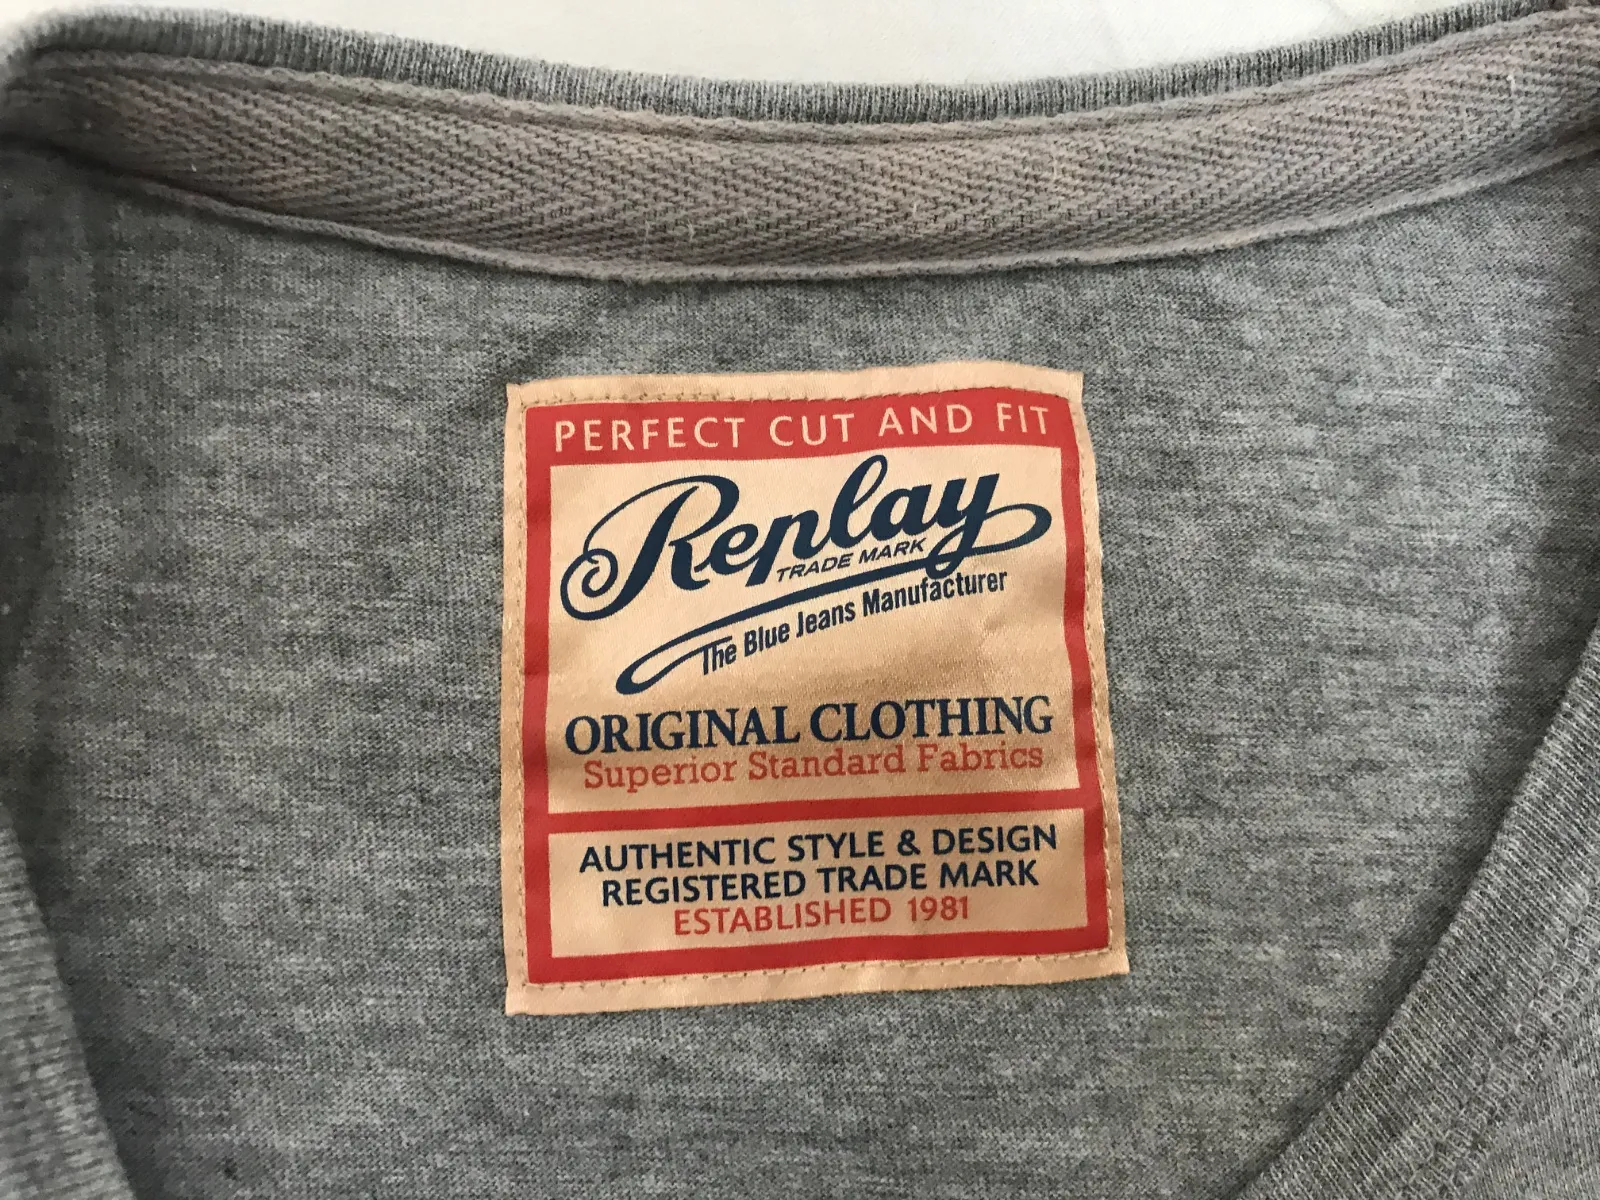 PERFECT CUT AND FIT
Replay
TRADE MARK
The Blue Jeans Manufacturer
ORIGINAL CLOTHING
Superior Standard Fabrics
AUTHENTIC STYLE & DESIGN
REGISTERED TRADE MARK
ESTABLISHED 1981